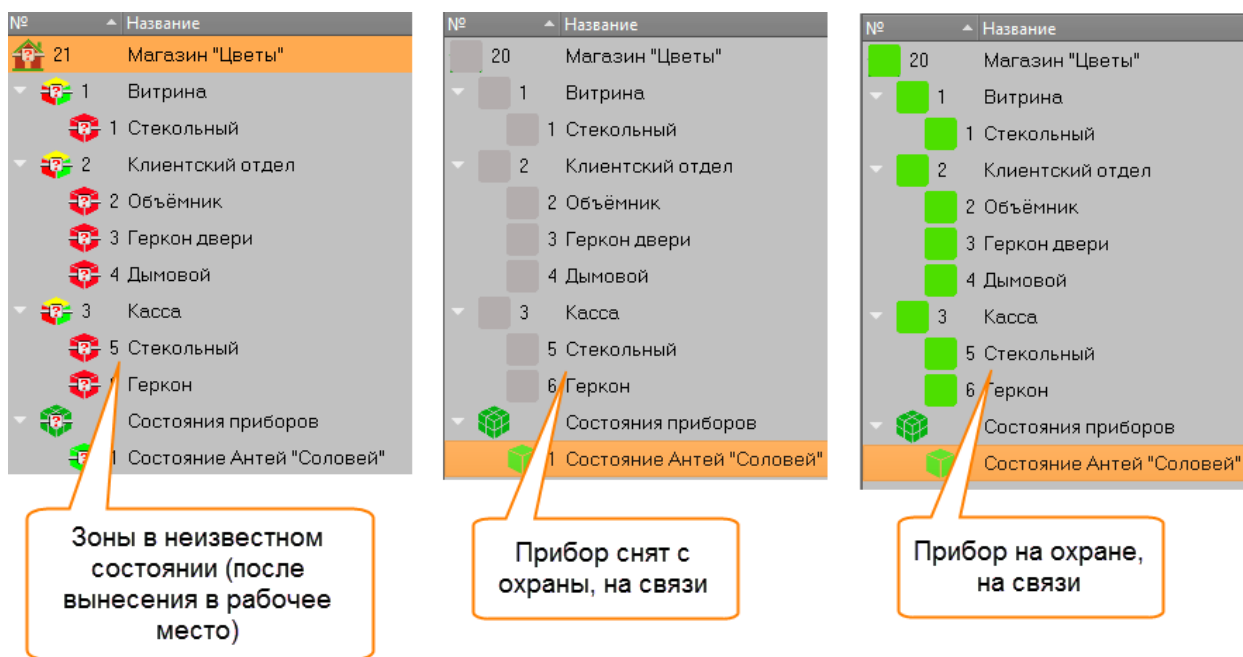 № Название
21 Магазин "Цветы"
1 Витрина
1 Стекольный
2 Клиентский отдел
2 Объёмник
3 Геркон двери
4 Дымовой
3 Касса
5 Стекольный
Геркон
Состояния приборов
1 Состояние Антей "Соловей"
Зоны в неизвестном
состоянии (после
вынесения в рабочее
место)
№ Название
20 Магазин "Цветы"
1 Витрина
1 Стекольный
2 Клиентский отдел
2 Объёмник
3 Геркон двери
4 Дымовой
3 Касса
5 Стекольный
6 Геркон
Состояния приборов
1 Состояние Антей "Соловей"
Прибор снят с
охраны, на связи
№ Название
20 Магазин "Цветы"
1 Витрина
1 Стекольный
2 Клиентский отдел
2 Объёмник
3 Геркон двери
4 Дымовой
3 Касса
5 Стекольный
6 Геркон
Состояния приборов
Состояние Антей "Соловей"
Прибор на охране,
на связи